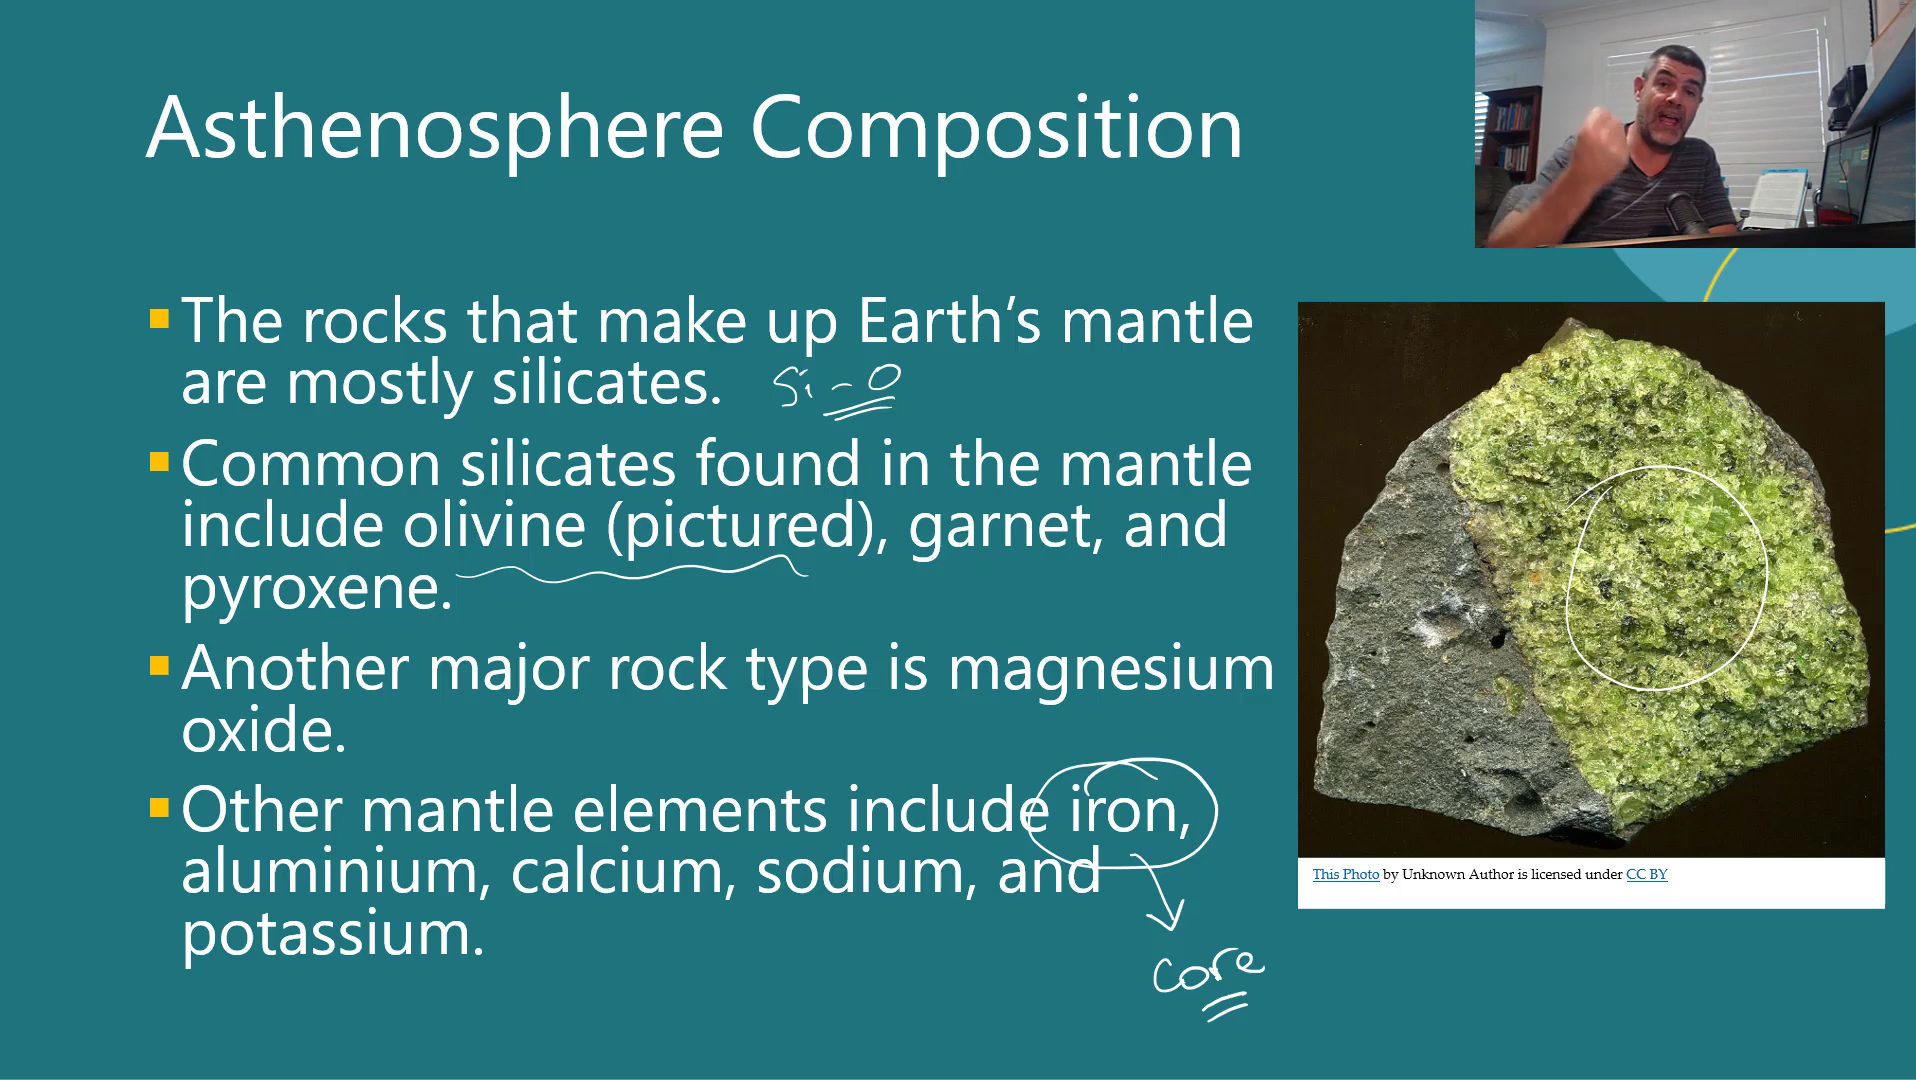 Asthenosphere Composition
The rocks that make up Earth’s mantle
are mostly silicates.
Si - O
Common silicates found in the mantle
include olivine (pictured), garnet, and
pyroxene.
Another major rock type is magnesium
oxide.
Other mantle elements include iron,
aluminium, calcium, sodium, and
potassium.
core
This Photo by Unknown Author is licensed under CC BY